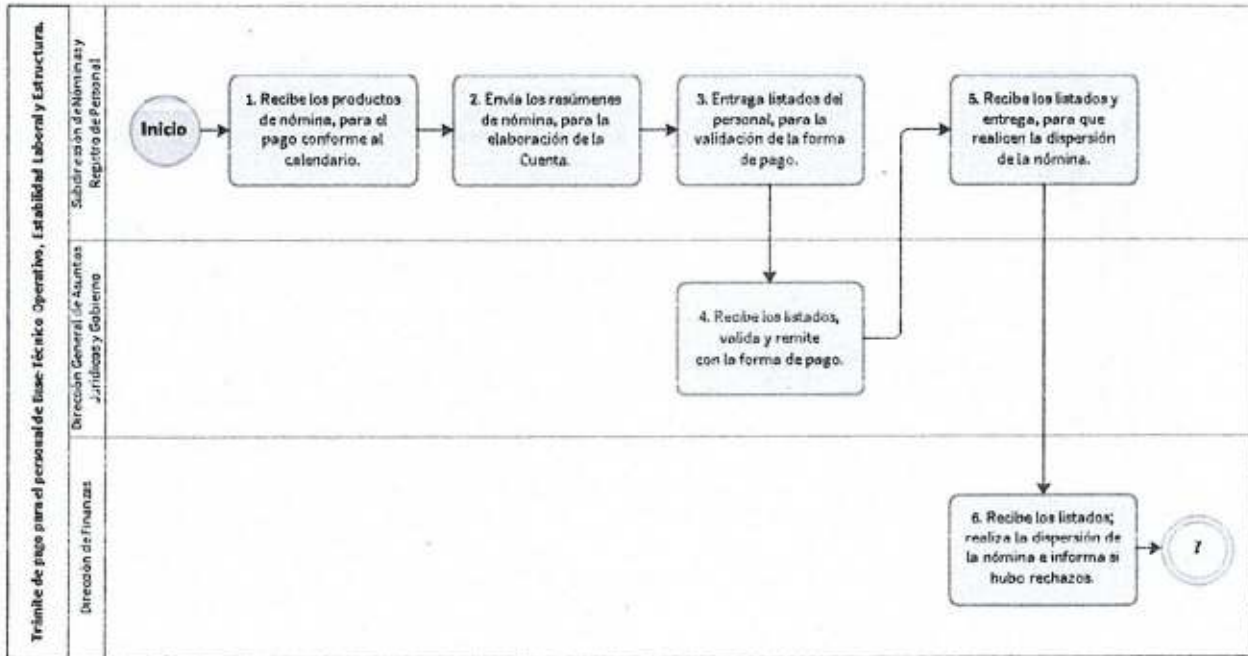 Trámite de pago para el personal de Base Técnico Operativo, Estabilidad Laboral y Estructura.
Subdirección de Nóminas y
Registro de Personal
Inicio
1. Recibe los productos
de nómina, para el
pago conforme al
calendario.
2. Envía los resúmenes
de nómina, para la
elaboración de la
Cuenta.
3. Entrega listados del
personal, para la
validación de la forma
de pago.
5. Recibe los listados y
entrega, para que
realicen la dispersión
de la nómina.
Dirección General de Asuntos
Jurídicos y Gobierno
4. Recibe los listados,
valida y remite
con la forma de pago.
Dirección de Finanzas
6. Recibe los listados;
realiza la dispersión de
la nómina e informa si
hubo rechazos.